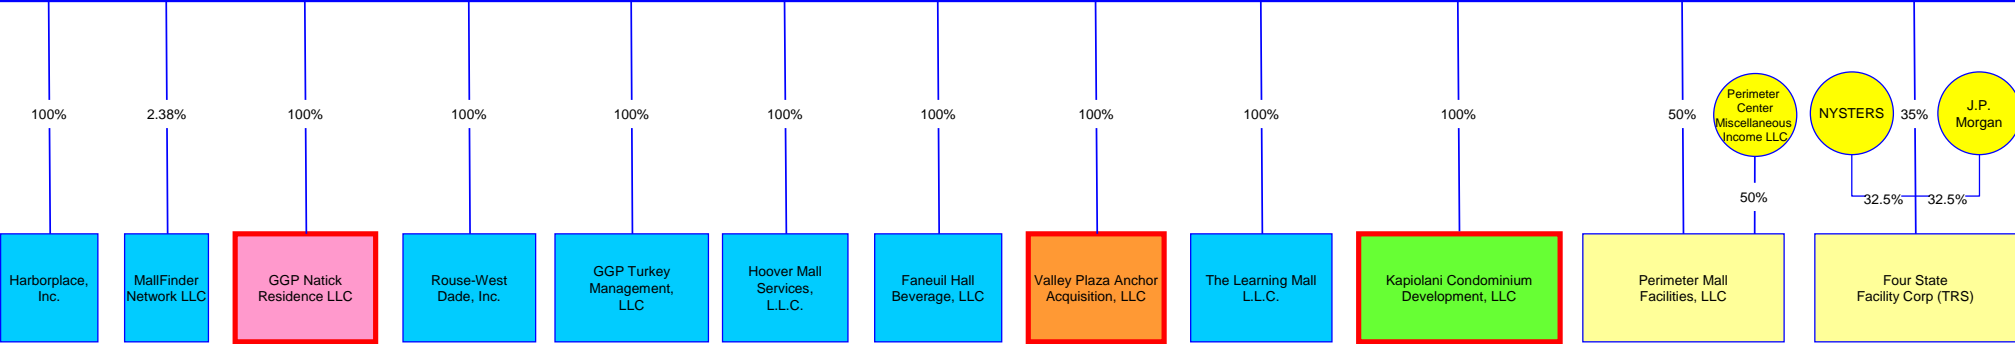 Perimeter
Center
Miscellaneous
Income LLC
NYSTERS
J.P.
Morgan
100%
2.38%
100%
100%
100%
100%
100%
100%
100%
100%
50%
35%
50%
32.5%
32.5%
Harborplace,
Inc.
MallFinder
Network LLC
GGP Natick
Residence LLC
Rouse-West
Dade, Inc.
GGP Turkey
Management,
LLC
Hoover Mall
Services,
L.L.C.
Faneuil Hall
Beverage, LLC
Valley Plaza Anchor
Acquisition, LLC
The Learning Mall
L.L.C.
Kapiolani Condominium
Development, LLC
Perimeter Mall
Facilities, LLC
Four State
Facility Corp (TRS)